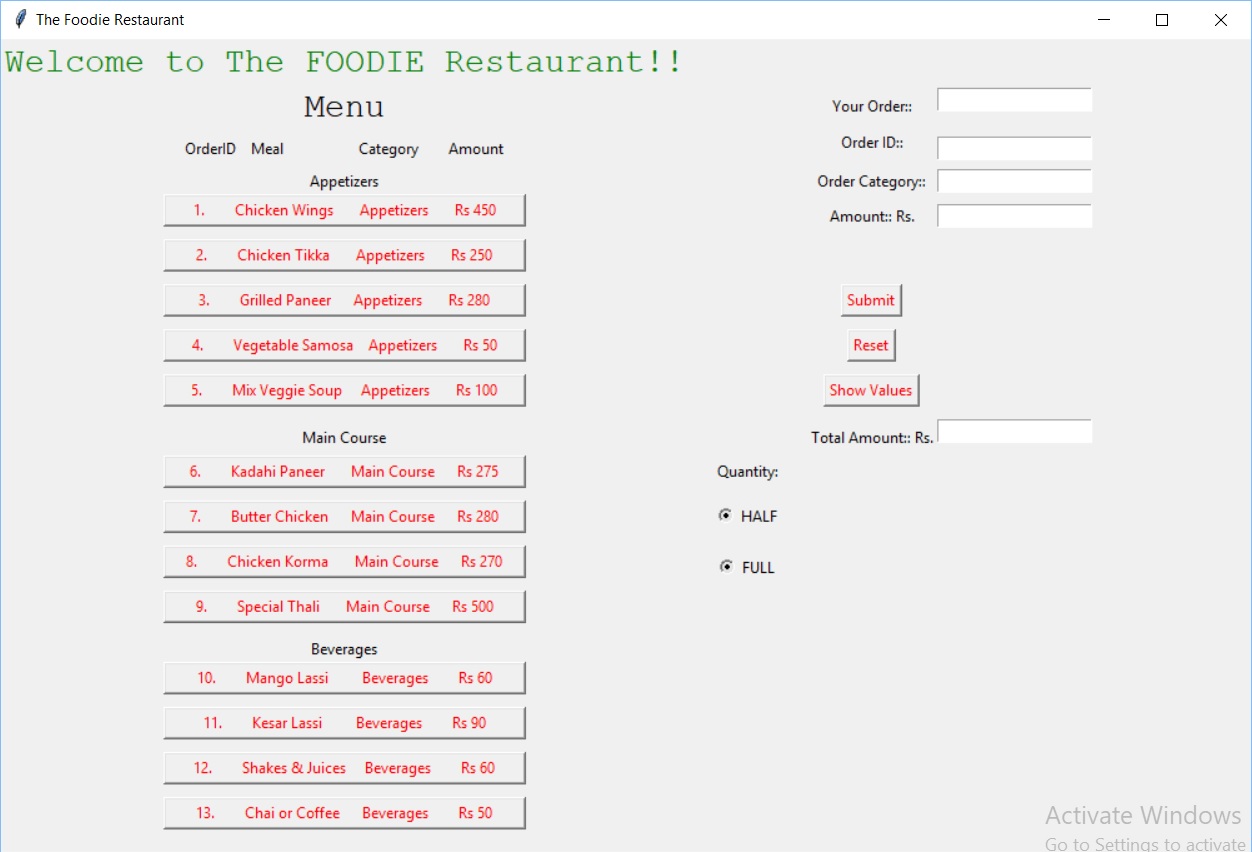 The Foodie Restaurant
Welcome to The FOODIE Restaurant!!
Menu
OrderID Meal Category Amount
Appetizers
1. Chicken Wings Appetizers Rs 450
2. Chicken Tikka Appetizers Rs 250
3. Grilled Paneer Appetizers Rs 280
4. Vegetable Samosa Appetizers Rs 50
5. Mix Veggie Soup Appetizers Rs 100
Main Course
6. Kadahi Paneer Main Course Rs 275
7. Butter Chicken Main Course Rs 280
8. Chicken Korma Main Course Rs 270
9. Special Thali Main Course Rs 500
Beverages
10. Mango Lassi Beverages Rs 60
11. Kesar Lassi Beverages Rs 90
12. Shakes & Juices Beverages Rs 60
13. Chai or Coffee Beverages Rs 50
Your Order::
Order ID::
Order Category::
Amount:: Rs.
Submit
Reset
Show Values
Total Amount:: Rs.
Quantity:
HALF
FULL
Activate Windows
Go to Settings to activate